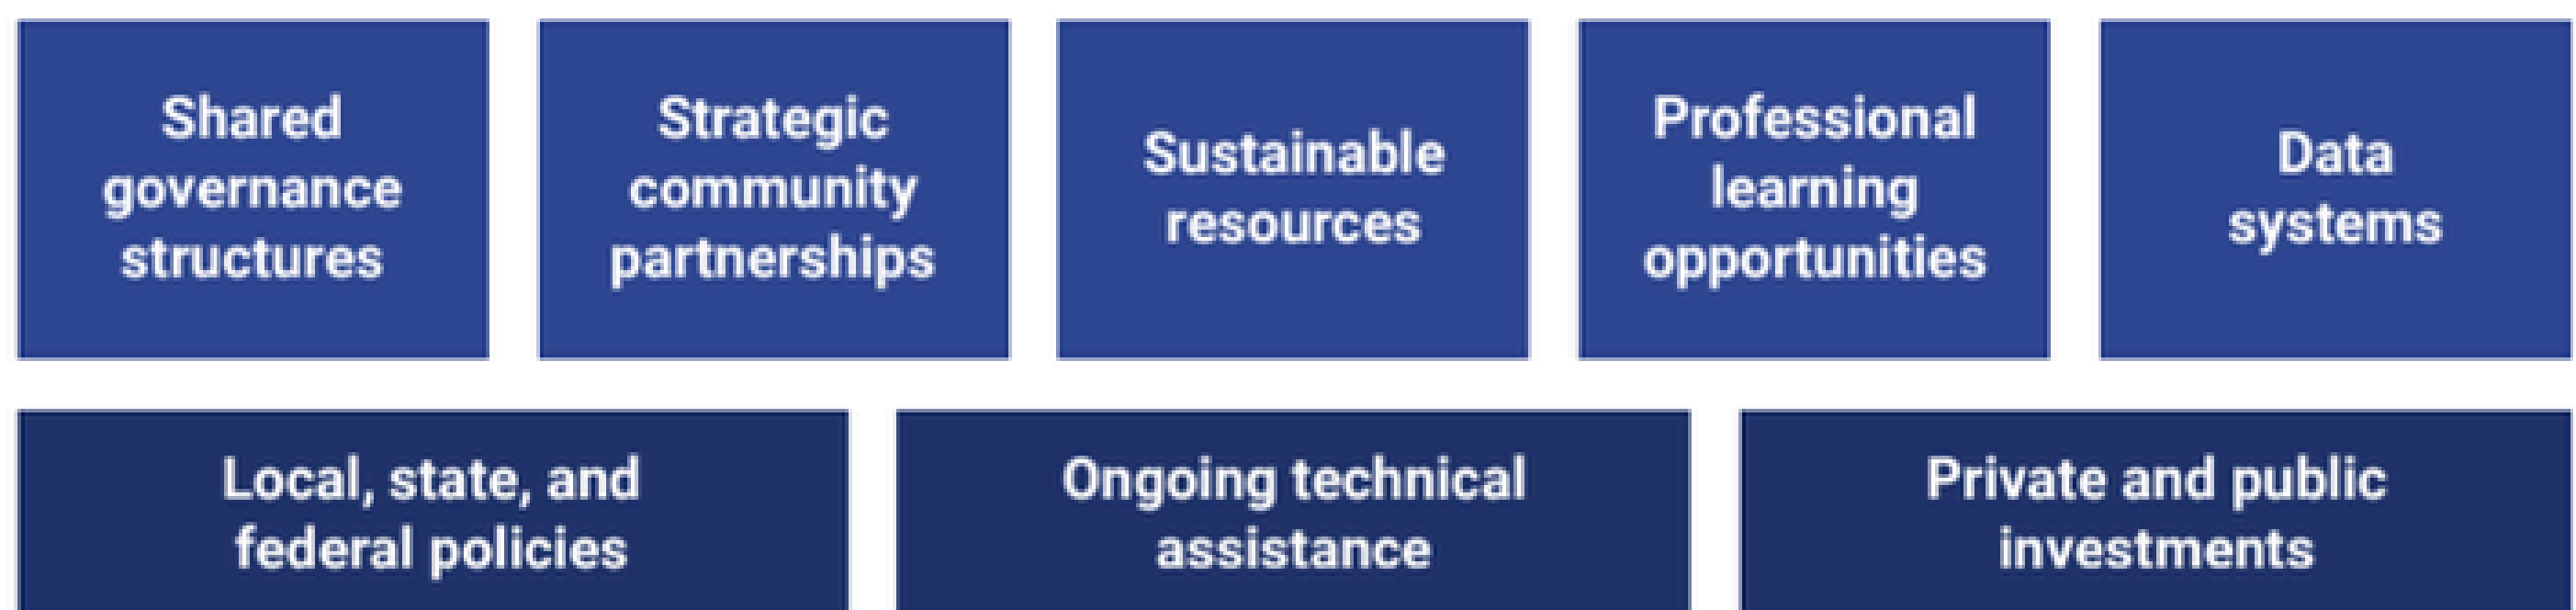 Shared
governance
structures
Strategic
community
partnerships
Sustainable
resources
Professional
learning
opportunities
Data
systems
Local, state, and
federal policies
Ongoing technical
assistance
Private and public
investments